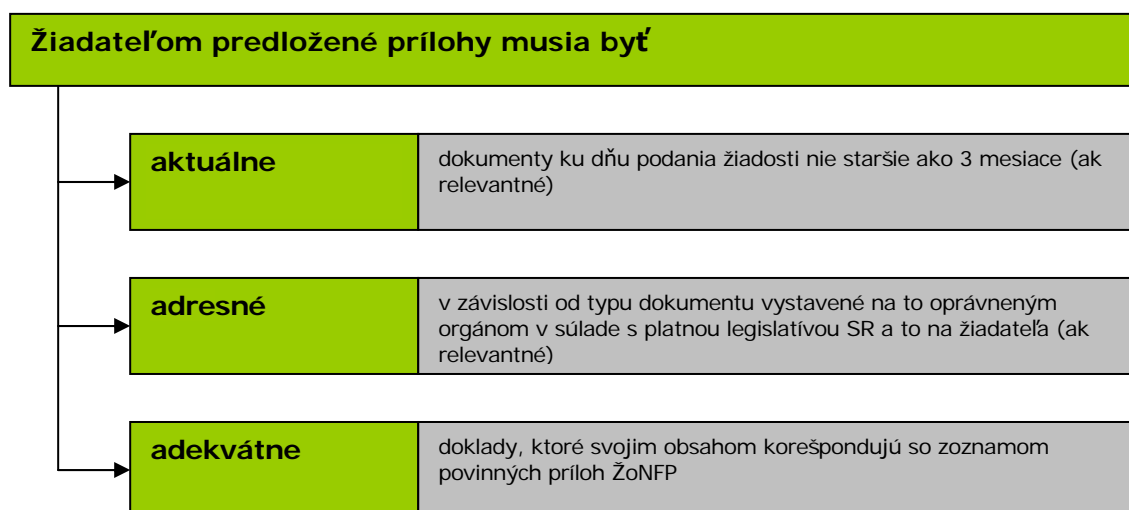 Žiadateľom predložené prílohy musia byť
aktuálne
dokumenty ku dňu podania žiadosti nie staršie ako 3 mesiace (ak
relevantné)
adresné
v závislosti od typu dokumentu vystavené na to oprávneným
orgánom v súlade s platnou legislatívou SR a to na žiadateľa (ak
relevantné)
adekvátne
doklady, ktoré svojim obsahom korešpondujú so zoznamom
povinných príloh ŽoNFP